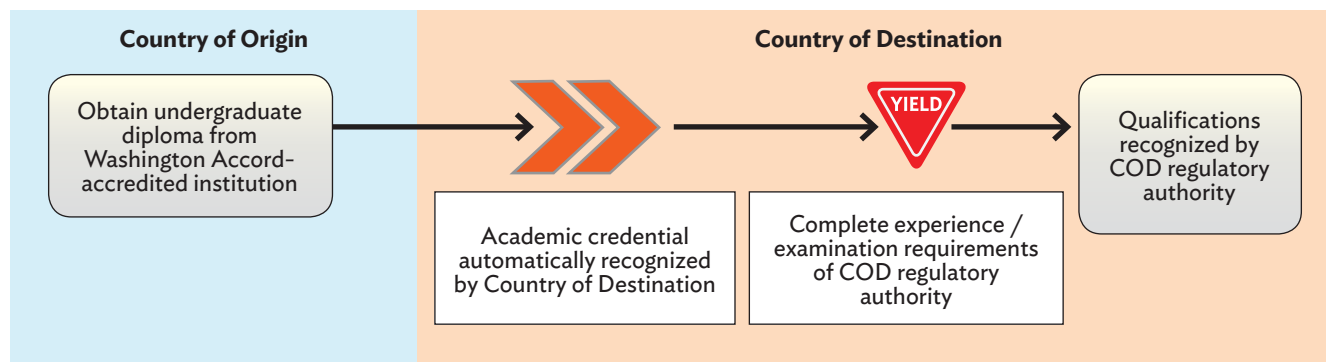 Country of Origin
Country of Destination
Obtain undergraduate
diploma from
Washington Accord–
accredited institution
YIELD
Qualifications
recognized by
COD regulatory
authority
Academic credential
automatically recognized
by Country of Destination
Complete experience /
examination requirements
of COD regulatory
authority